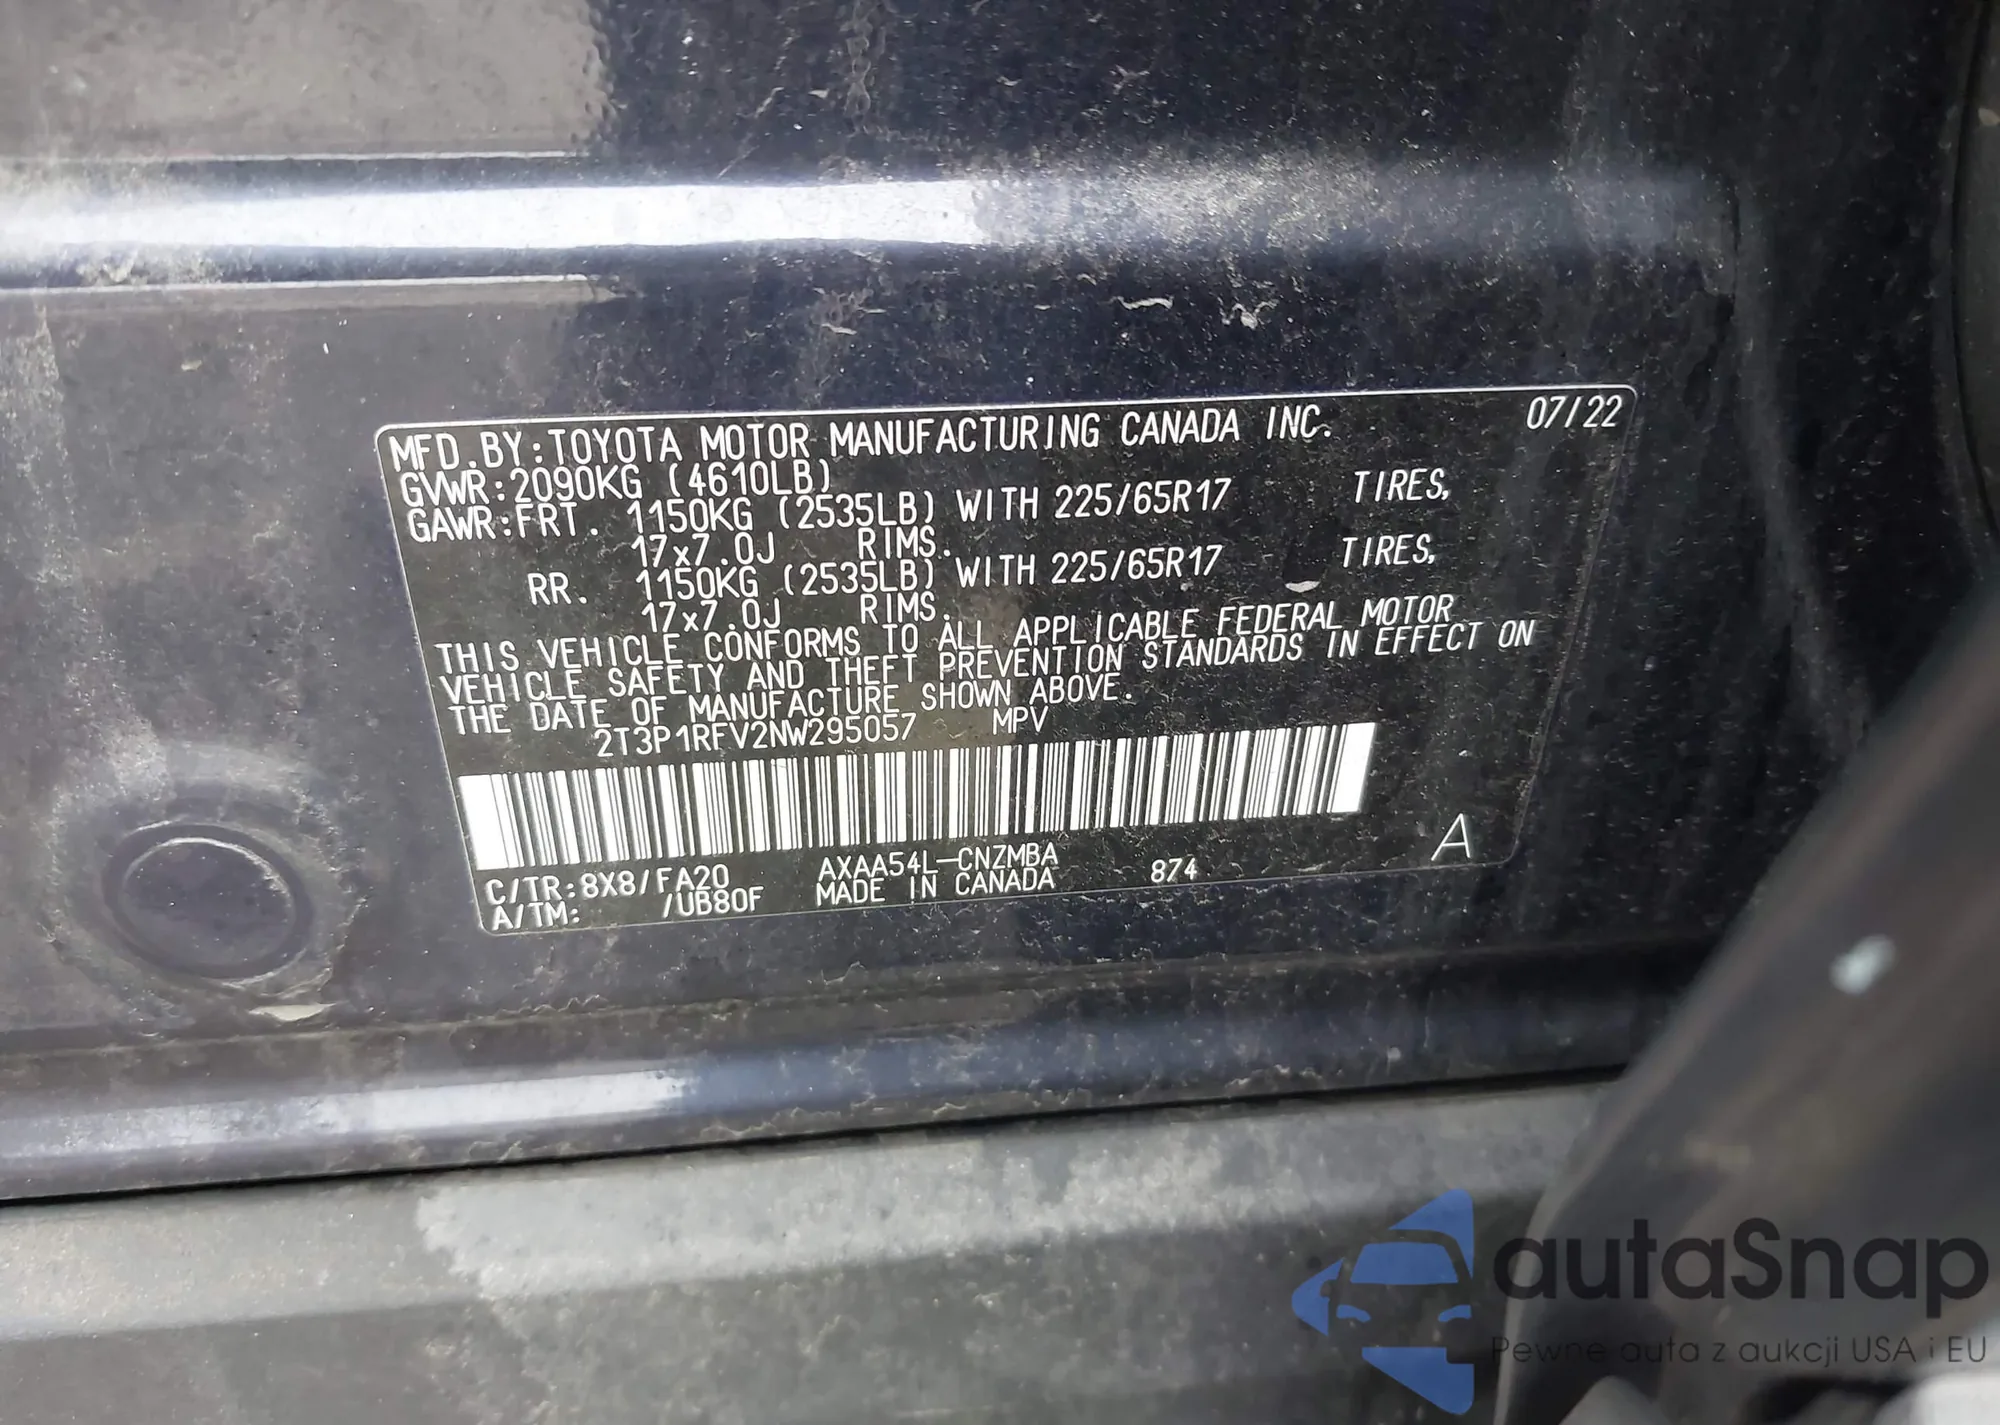 MFD.BY:TOYOTA MOTOR MANUFACTURING CANADA INC. 07/22
GVWR:2090KG (4610LB)
GAWR:FRT. 1150KG (2535LB) WITH 225/65R17 TIRES,
17x7.0J RIMS.
RR. 1150KG (2535LB) WITH 225/65R17 TIRES,
17x7.0J RIMS.
THIS VEHICLE CONFORMS TO ALL APPLICABLE FEDERAL MOTOR
VEHICLE SAFETY AND THEFT PREVENTION STANDARDS IN EFFECT ON
THE DATE OF MANUFACTURE SHOWN ABOVE.
2T3P1RFV2NW295057 MPV
C/TR:8X8/FA20 AXAA54L-CNZMBA 874 A
A/TM: /UB80F MADE IN CANADA
autaSnap
Pewne auta z aukcji USA i EU